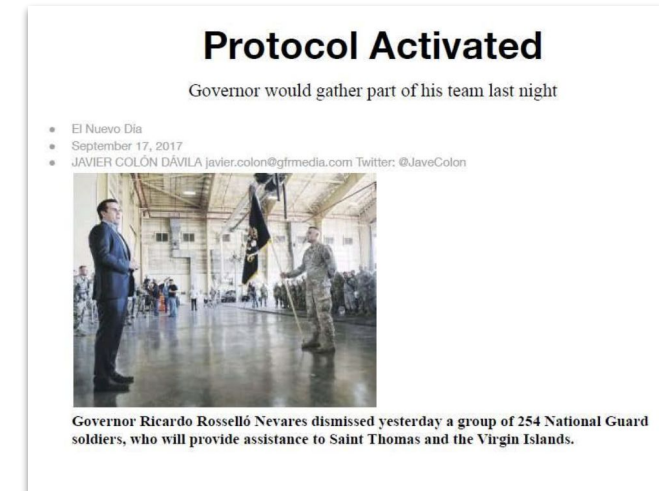 Protocol Activated
Governor would gather part of his team last night
El Nuevo Día
September 17, 2017
JAVIER COLÓN DÁVILA javier.colon@gfrmedia.com Twitter: @JaveColon
Governor Ricardo Rosselló Nevares dismissed yesterday a group of 254 National Guard
soldiers, who will provide assistance to Saint Thomas and the Virgin Islands.